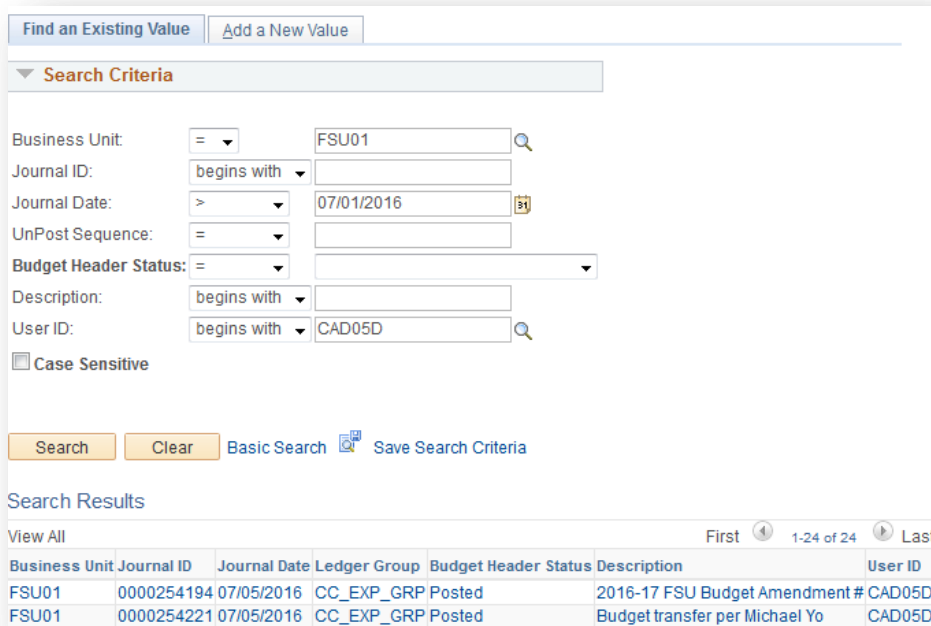 Find an Existing Value Add a New Value
Search Criteria
Business Unit: = FSU01
Journal ID: begins with
Journal Date: > 07/01/2016 31
UnPost Sequence: =
Budget Header Status: =
Description: begins with
User ID: begins with CAD05D
Case Sensitive
Search Clear Basic Search Save Search Criteria
Search Results
View All First 1-24 of 24 Last
Business Unit Journal ID Journal Date Ledger Group Budget Header Status Description User ID
FSU01 0000254194 07/05/2016 CC_EXP_GRP Posted 2016-17 FSU Budget Amendment # CAD05D
FSU01 0000254221 07/05/2016 CC_EXP_GRP Posted Budget transfer per Michael Yo CAD05D